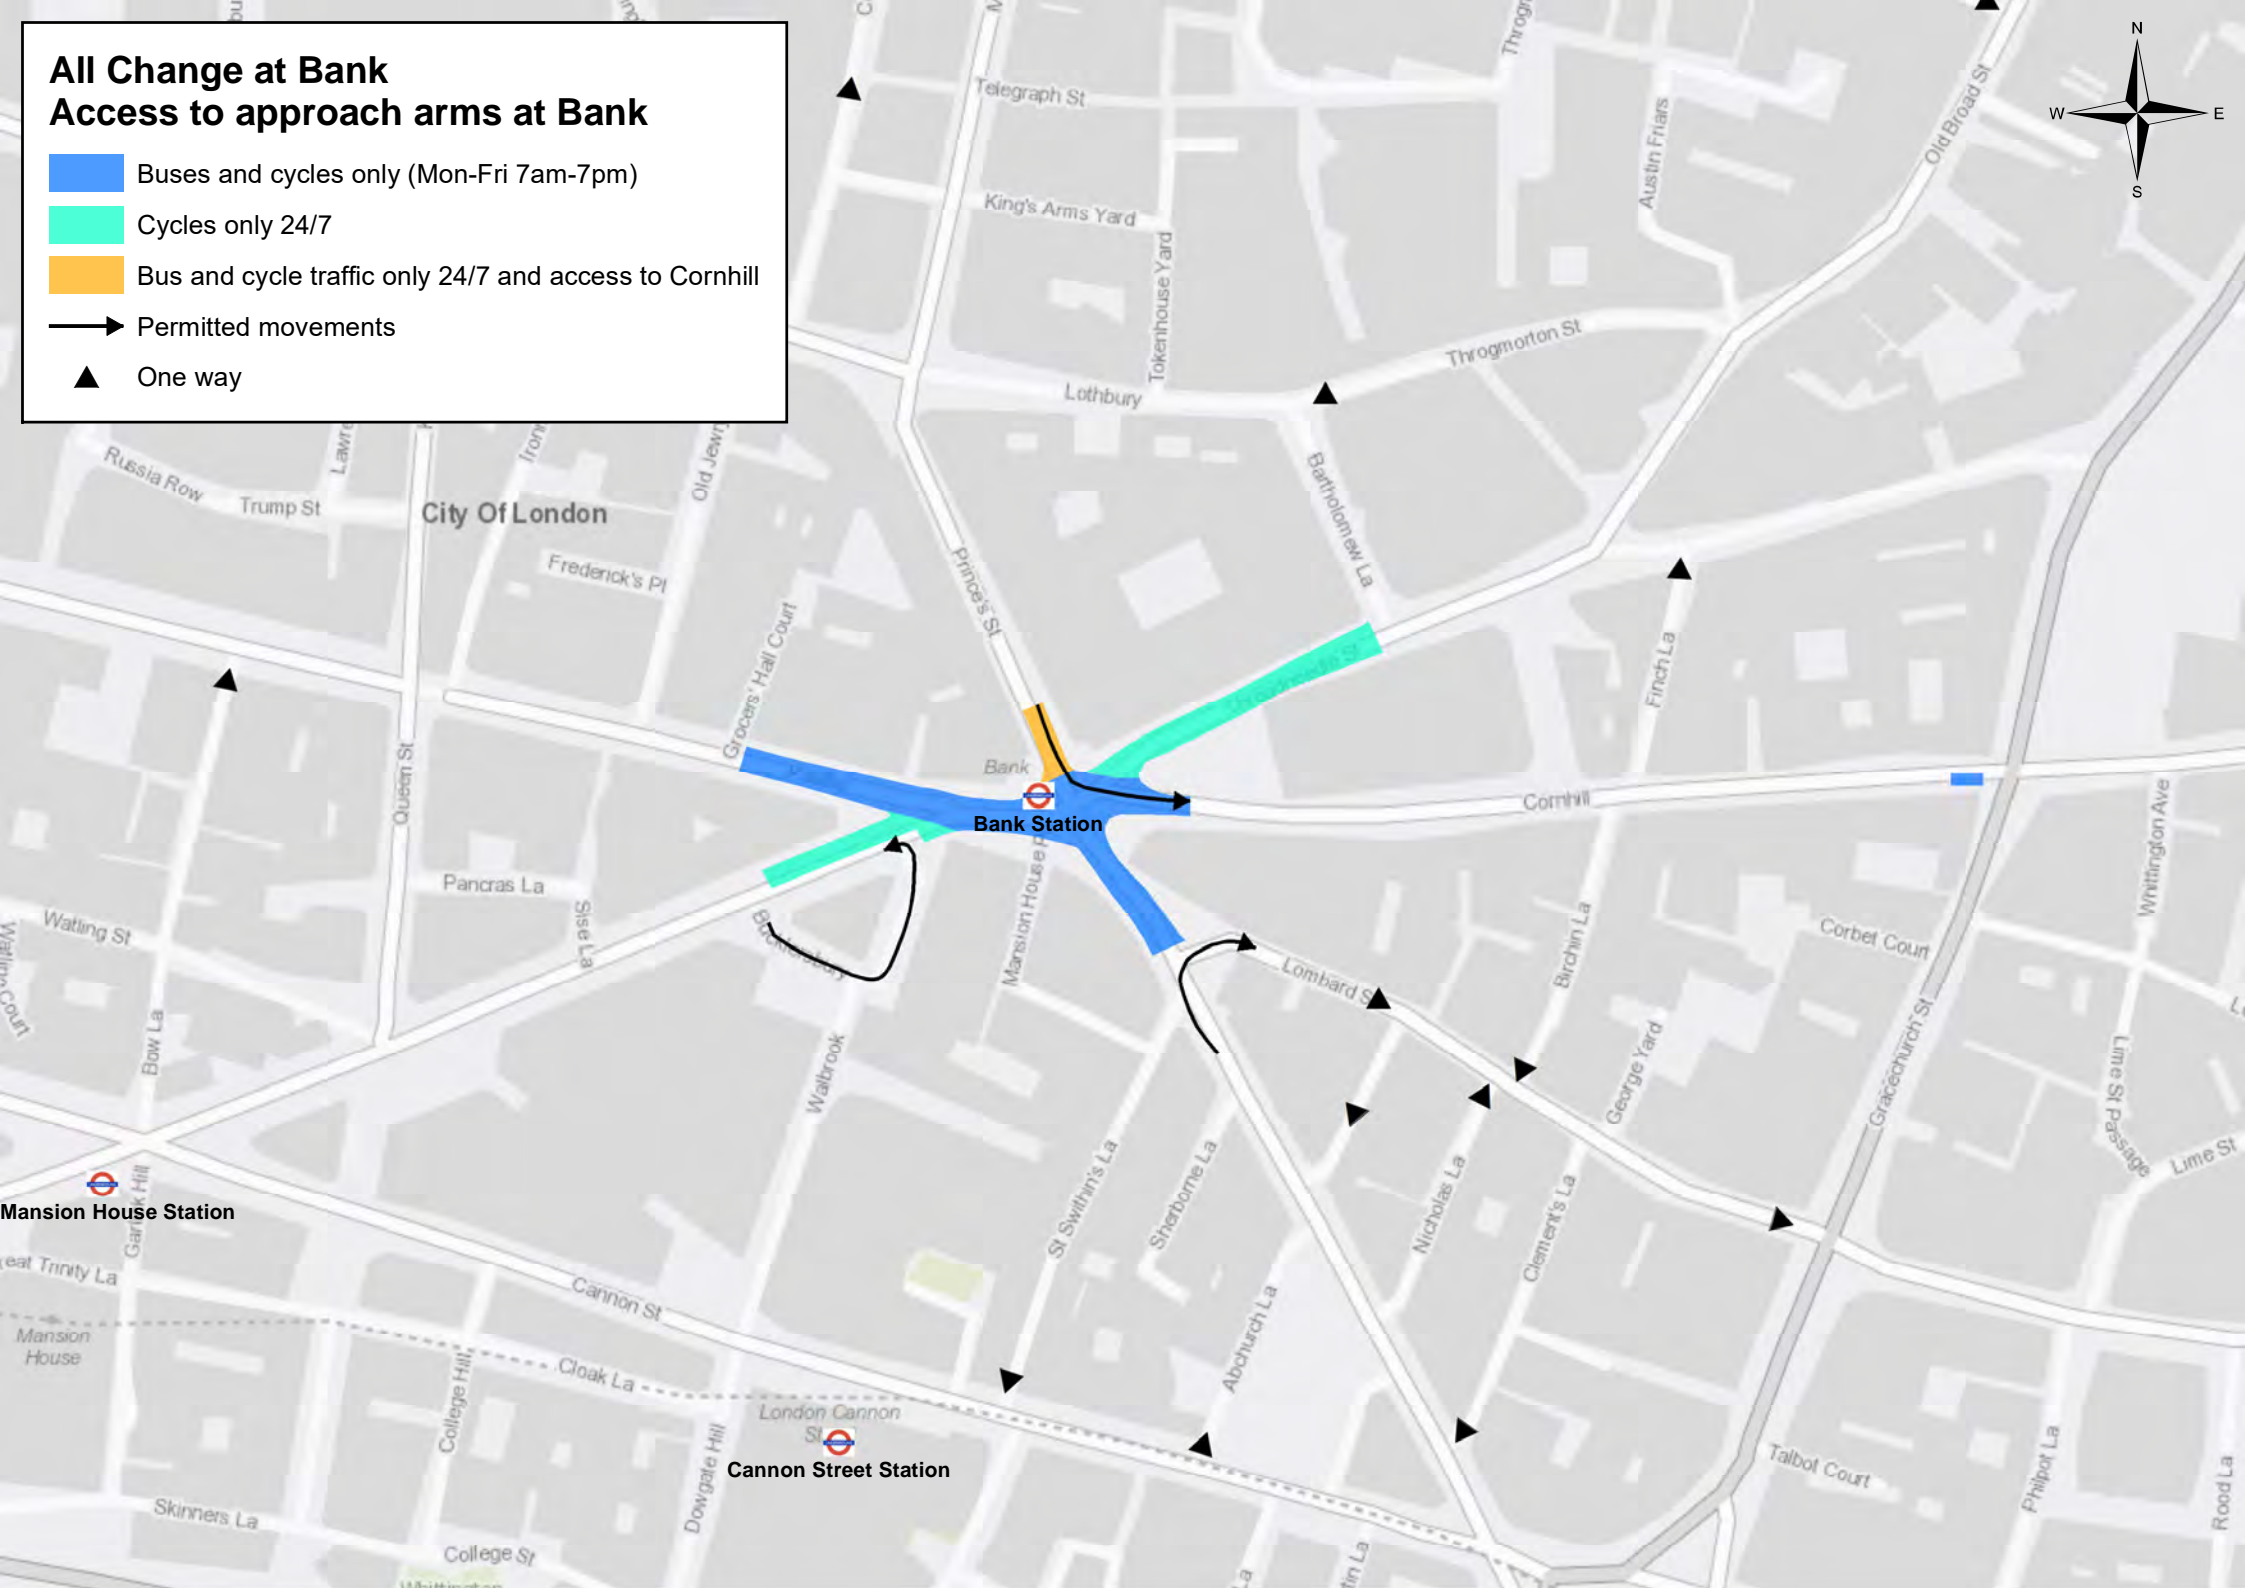 All Change at Bank
Access to approach arms at Bank
Buses and cycles only (Mon-Fri 7am-7pm)
Cycles only 24/7
Bus and cycle traffic only 24/7 and access to Cornhill
Permitted movements
One way
N
W
E
S
Telegraph St
King's Arms Yard
Tokenhouse Yard
Austin Friars
Old Broad St
Throgmorton St
Lothbury
Bartholomew La
Russia Row
Trump St
City Of London
Old Jewry
Frederick's Pl
Grocers' Hall Court
Prince's St
Finch La
Queen St
Bank
Bank Station
Cornhill
Whittington Ave
Pancras La
Sise La
Watling St
Watling Court
Bucklersbury
Mansion House
Lombard St
Birchin La
Corbet Court
George Yard
Gracechurch St
Lime St Passage
Lime St
Bow La
Walbrook
St Swithin's La
Sherborne La
Nicholas La
Clement's La
Abchurch La
Mansion House Station
Garlick Hill
Cannon St
Mansion
House
Cloak La
College Hill
London Cannon
St
Cannon Street Station
Dowgate Hill
Skinners La
College St
Talbot Court
Philpot La
Rood La